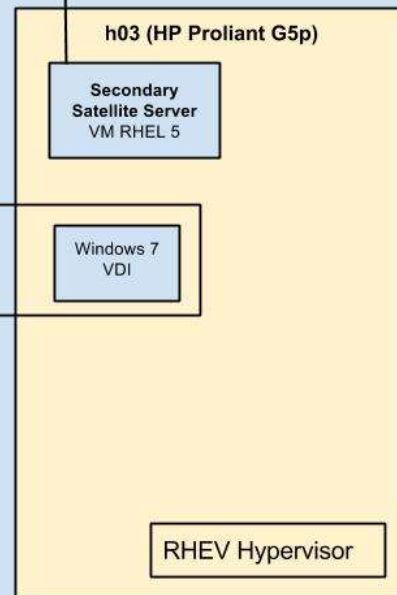 h03 (HP Proliant G5p)
Secondary
Satellite Server
VM RHEL 5
Windows 7
VDI
RHEV Hypervisor